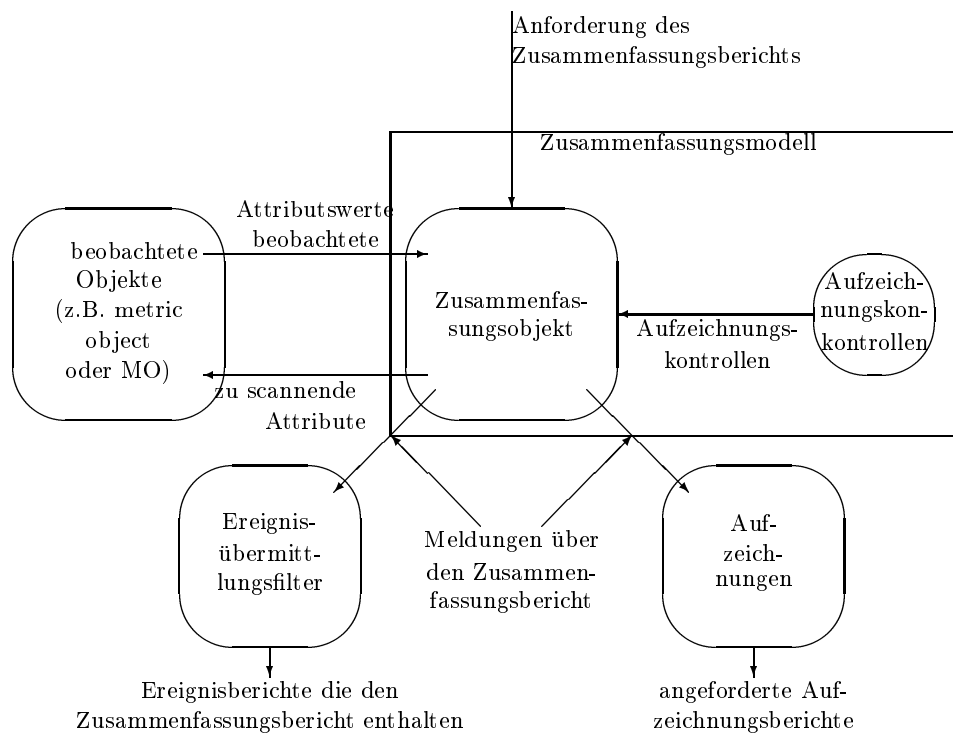 Anforderung des
Zusammenfassungsberichts
Zusammenfassungsmodell
Attributswerte
beobachtete
beobachtete
Objekte
(z.B. metric
object
oder MO)
Zusammenfas-
sungsobjekt
Aufzeichnungs-
kontrollen
Aufzeich-
nungskon-
kontrollen
zu scannende
Attribute
Ereignis-
übermitt-
lungsfilter
Meldungen über
den Zusammen-
fassungsbericht
Auf-
zeich-
nungen
Ereignisberichte die den
Zusammenfassungsbericht enthalten
angeforderte Auf-
zeichnungsberichte